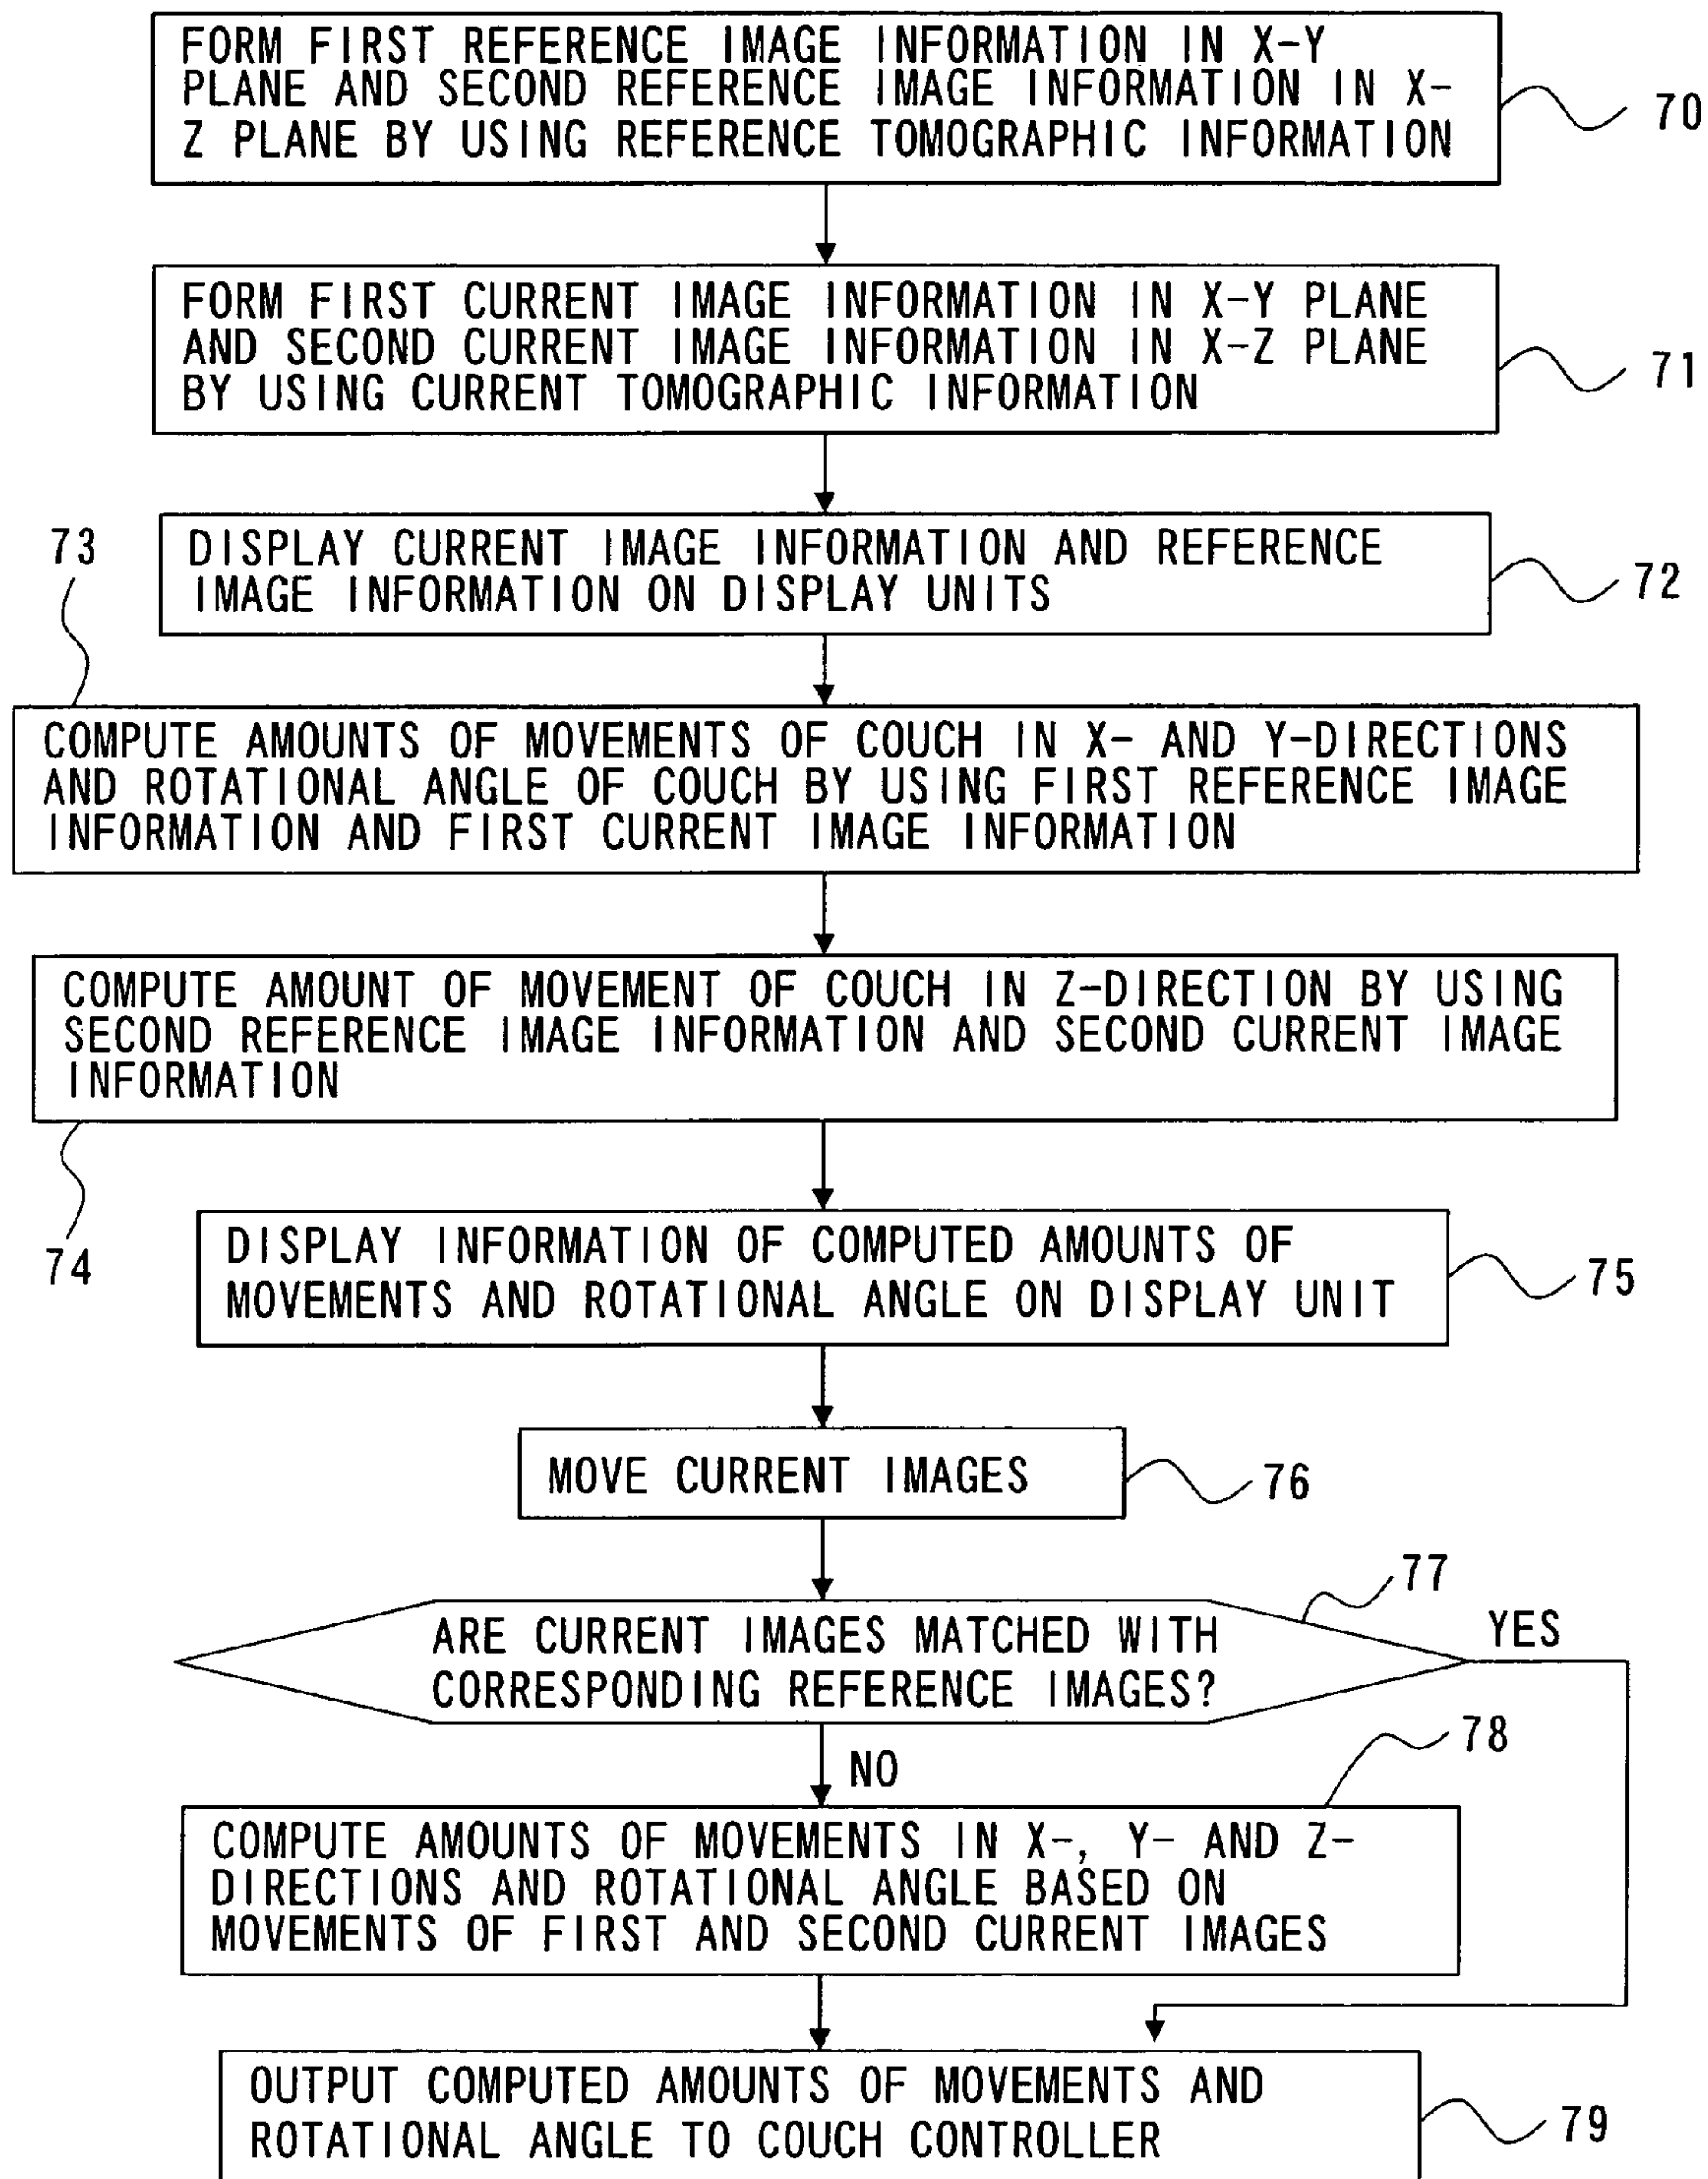 FORM FIRST REFERENCE IMAGE INFORMATION IN X-Y
PLANE AND SECOND REFERENCE IMAGE INFORMATION IN X-
Z PLANE BY USING REFERENCE TOMOGRAPHIC INFORMATION
70
FORM FIRST CURRENT IMAGE INFORMATION IN X-Y PLANE
AND SECOND CURRENT IMAGE INFORMATION IN X-Z PLANE
BY USING CURRENT TOMOGRAPHIC INFORMATION
71
DISPLAY CURRENT IMAGE INFORMATION AND REFERENCE
IMAGE INFORMATION ON DISPLAY UNITS
72
73
COMPUTE AMOUNTS OF MOVEMENTS OF COUCH IN X- AND Y-DIRECTIONS
AND ROTATIONAL ANGLE OF COUCH BY USING FIRST REFERENCE IMAGE
INFORMATION AND FIRST CURRENT IMAGE INFORMATION
COMPUTE AMOUNT OF MOVEMENT OF COUCH IN Z-DIRECTION BY USING
SECOND REFERENCE IMAGE INFORMATION AND SECOND CURRENT IMAGE
INFORMATION
74
DISPLAY INFORMATION OF COMPUTED AMOUNTS OF
MOVEMENTS AND ROTATIONAL ANGLE ON DISPLAY UNIT
75
MOVE CURRENT IMAGES
76
77
ARE CURRENT IMAGES MATCHED WITH
CORRESPONDING REFERENCE IMAGES?
YES
NO
78
COMPUTE AMOUNTS OF MOVEMENTS IN X-, Y- AND Z-
DIRECTIONS AND ROTATIONAL ANGLE BASED ON
MOVEMENTS OF FIRST AND SECOND CURRENT IMAGES
OUTPUT COMPUTED AMOUNTS OF MOVEMENTS AND
ROTATIONAL ANGLE TO COUCH CONTROLLER
79